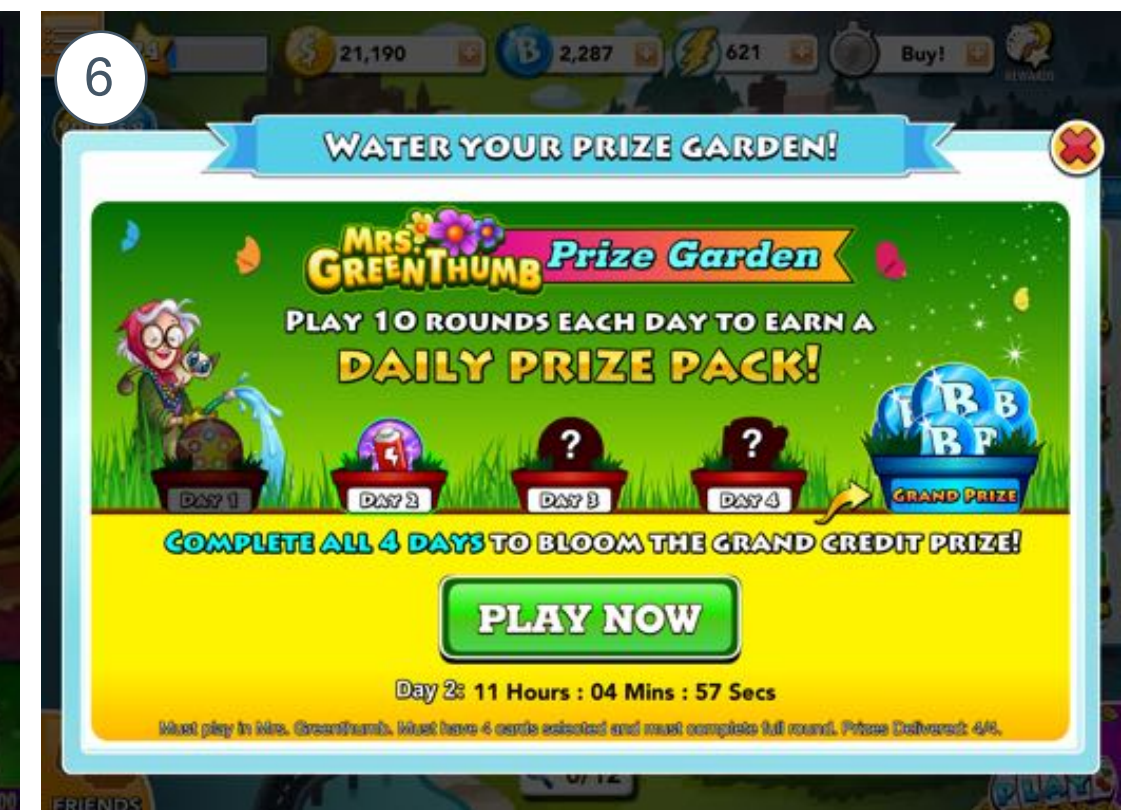 6
21,190
2,287
621
Buy!
REWARDS
WATER YOUR PRIZE GARDEN!
MRS. GREENTHUMB
Prize Garden
PLAY 10 ROUNDS EACH DAY TO EARN A
DAILY PRIZE PACK!
B B
B
? ?
DAY 1 DAY 2 DAY 3 DAY 4 GRAND PRIZE
COMPLETE ALL 4 DAYS TO BLOOM THE GRAND CREDIT PRIZE!
PLAY NOW
Day 2: 11 Hours : 04 Mins : 57 Secs
Must play in Mrs. Greenthumb. Must have 4 cards selected and must complete full round. Prizes Delivered: 4/4.
0/12
FRIENDS
PLAY